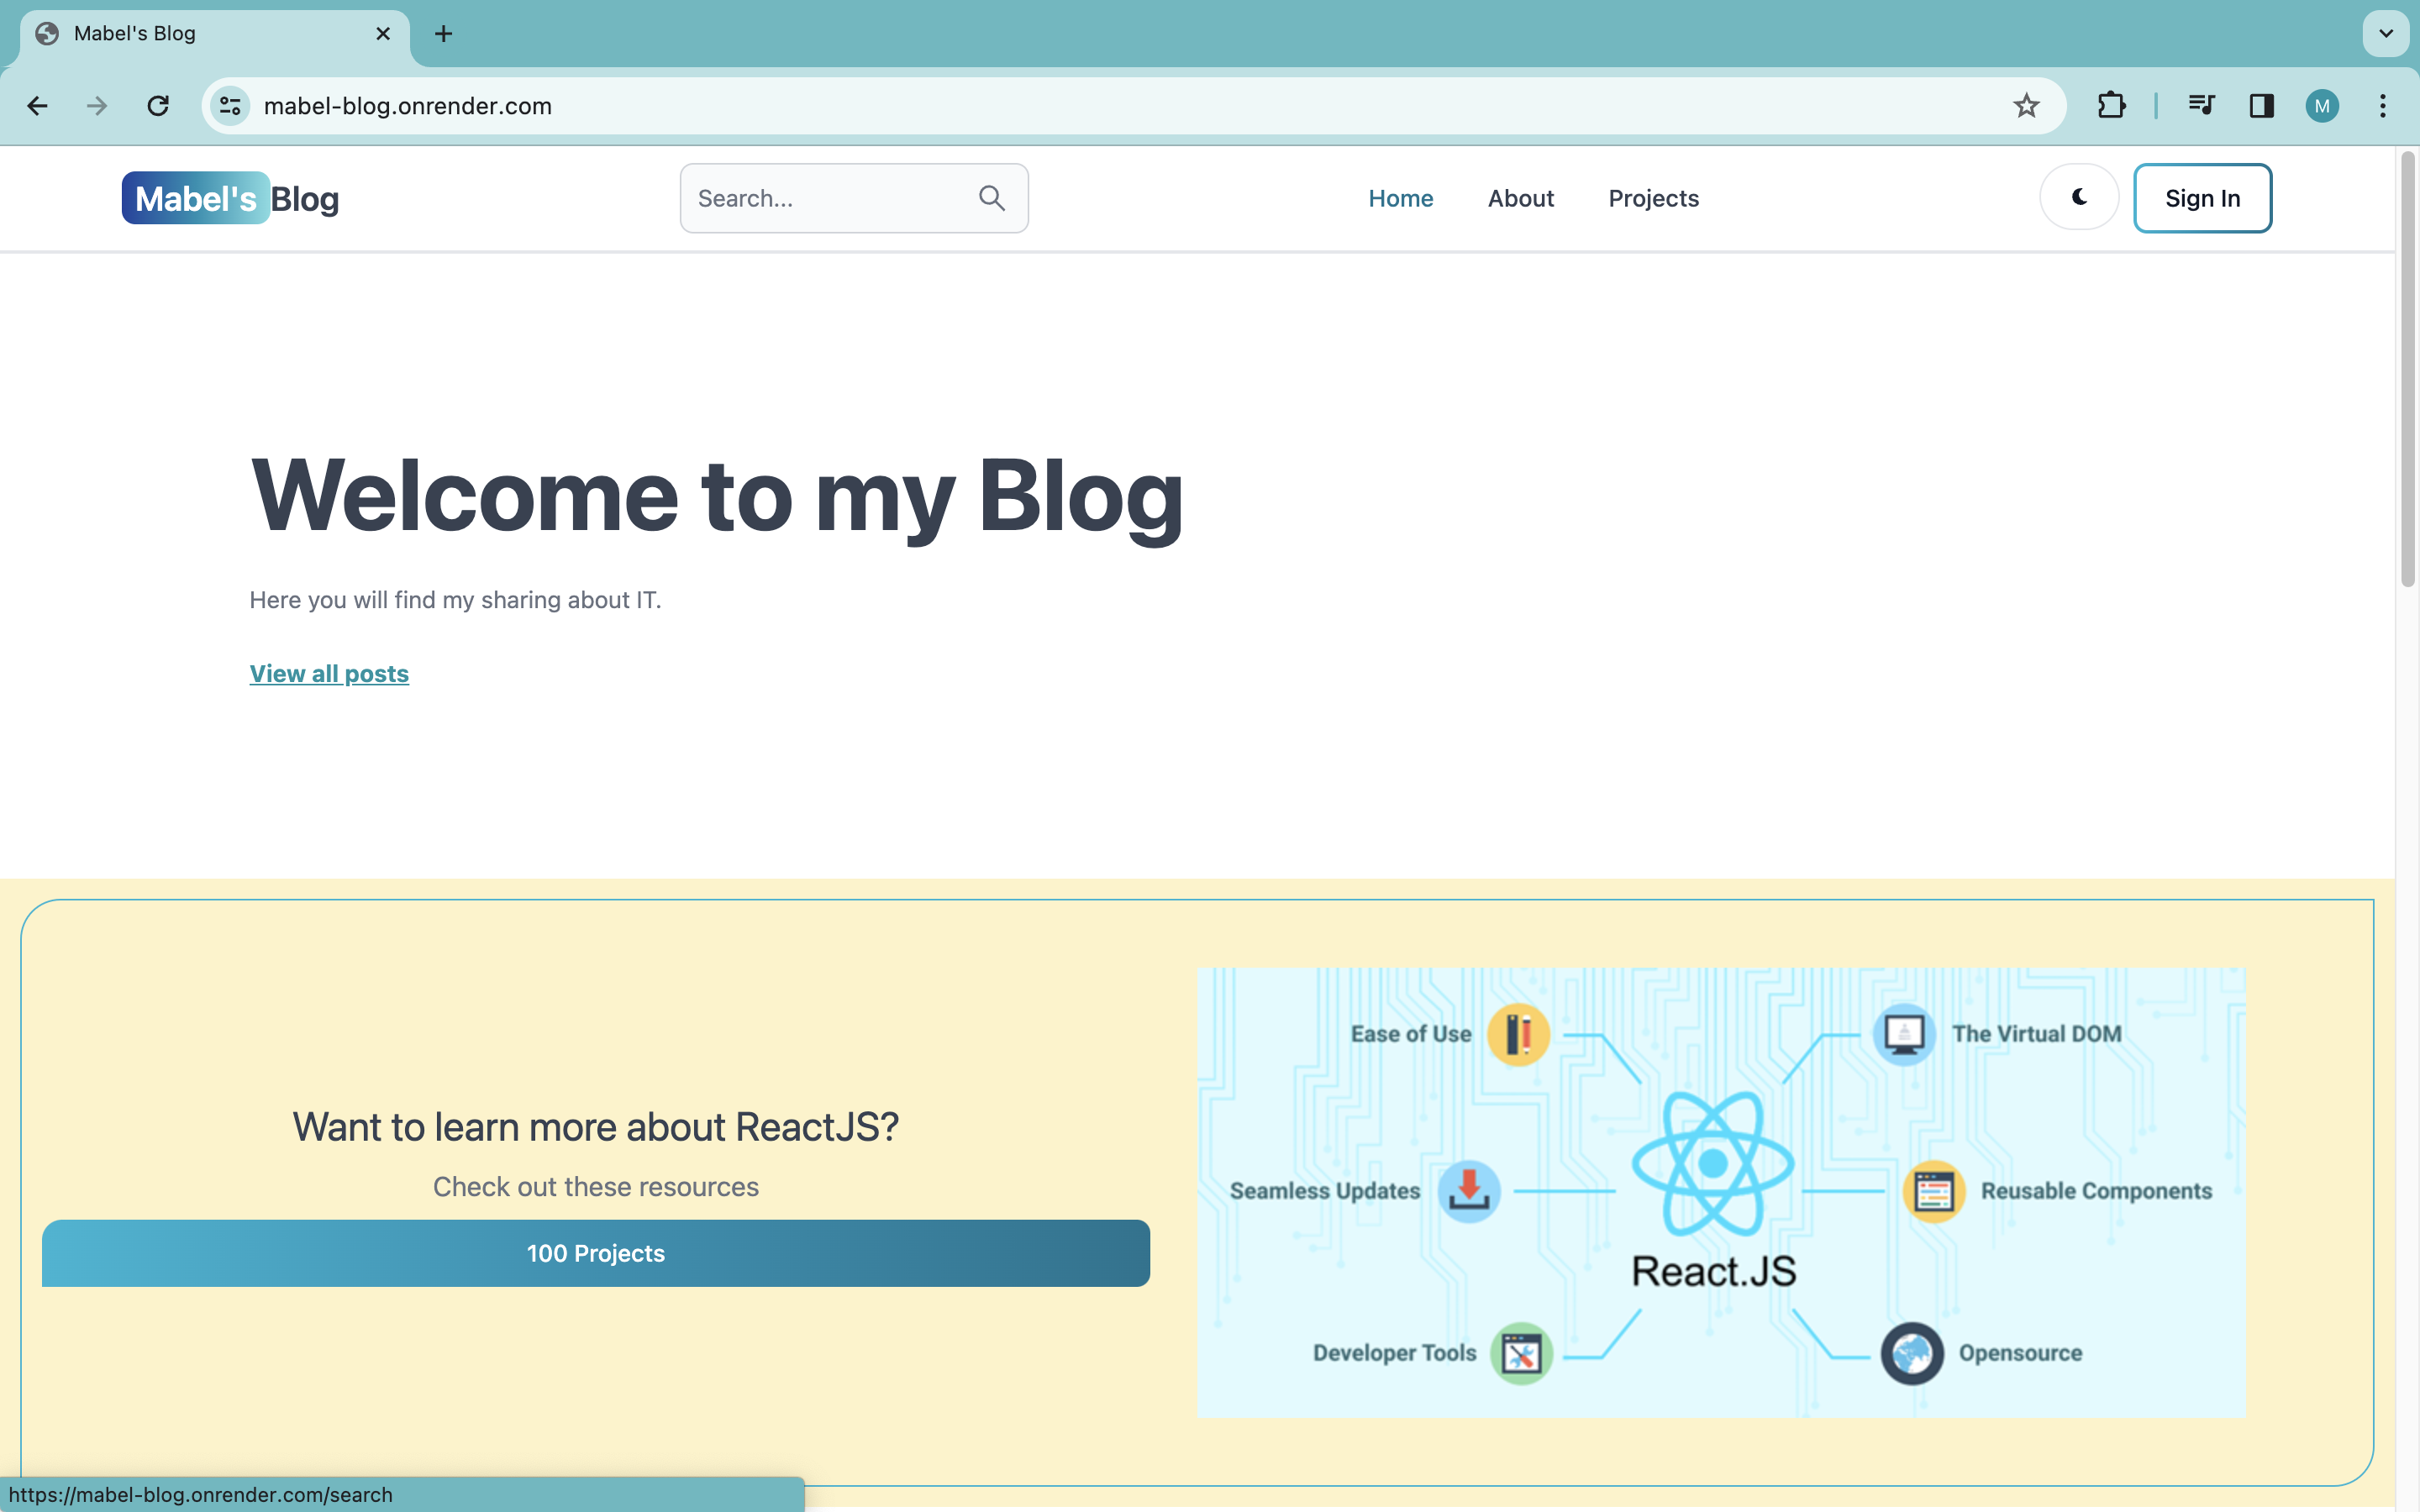 Mabel's Blog
mabel-blog.onrender.com
M
Mabel's Blog
Search...
Home
About
Projects
Sign In
Welcome to my Blog
Here you will find my sharing about IT.
View all posts
Want to learn more about ReactJS?
Check out these resources
100 Projects
Ease of Use
The Virtual DOM
Seamless Updates
Reusable Components
React.JS
Developer Tools
Opensource
https://mabel-blog.onrender.com/search